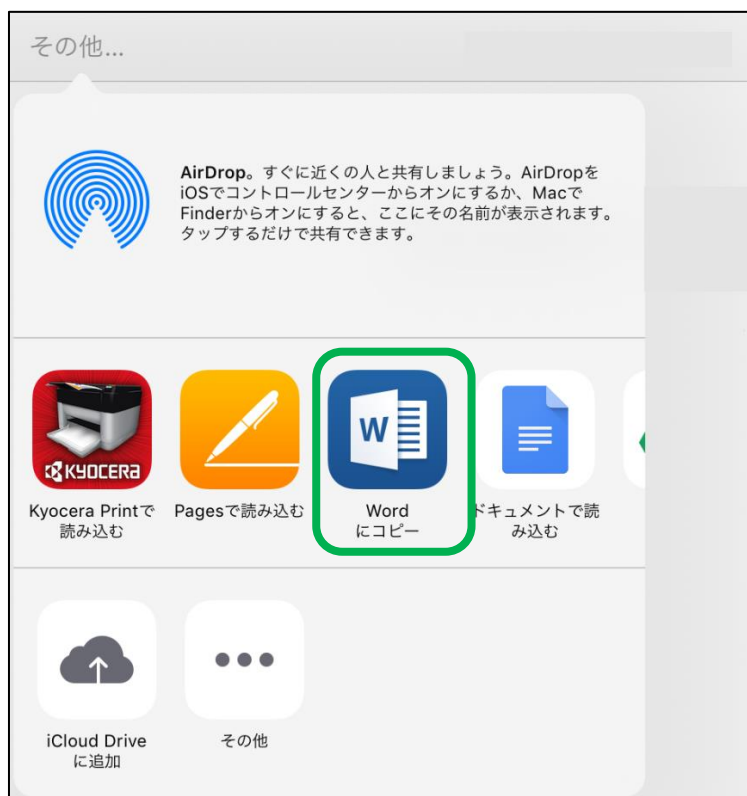 その他...
AirDrop。すぐに近くの人と共有しましょう。AirDropを
iOSでコントロールセンターからオンにするか、Macで
Finderからオンにすると、ここにその名前が表示されます。
タップするだけで共有できます。
KYOCERA
W
Kyocera Printで
読み込む
Pagesで読み込む
Word
にコピー
ドキュメントで読
み込む
iCloud Drive
に追加
その他